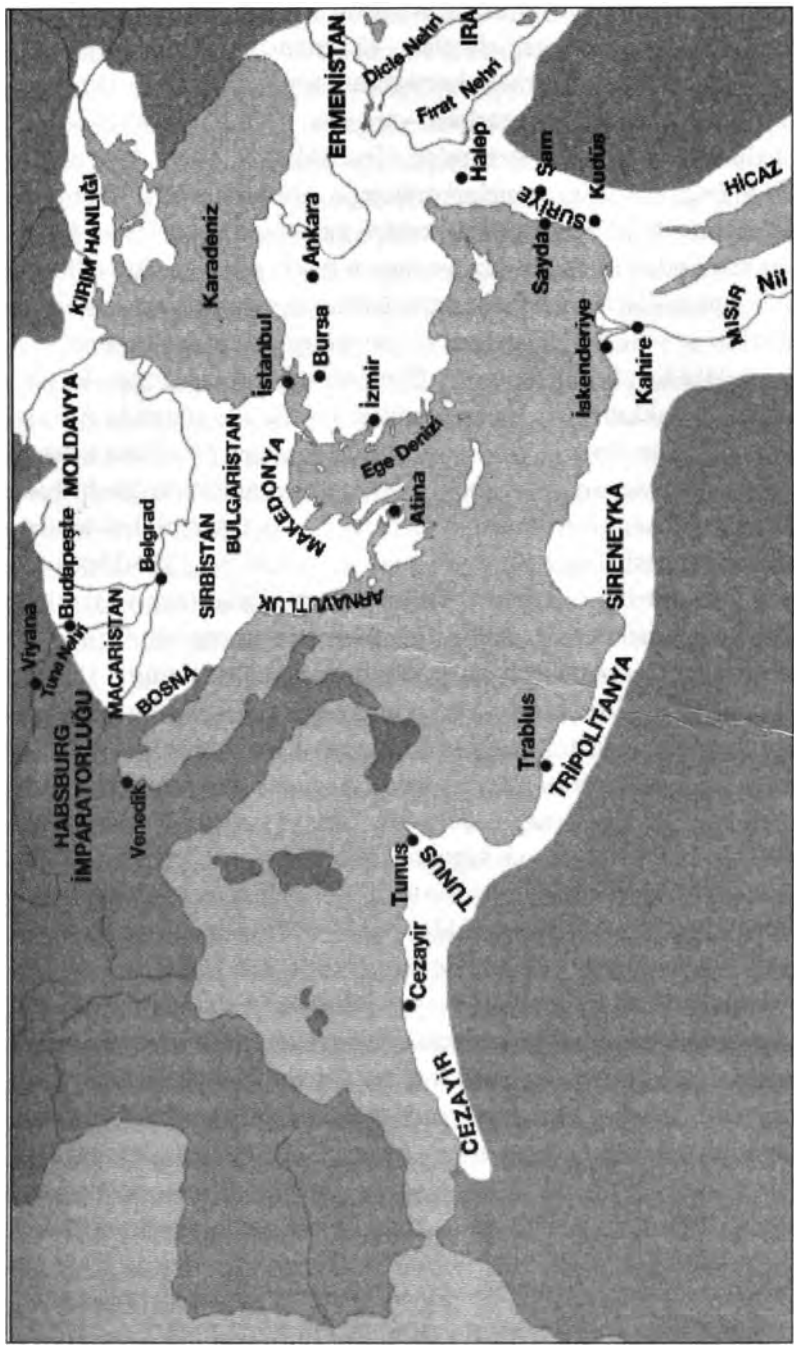 HABSBURG
İMPARATORLUĞU
Viyana
Tuna Nehri
Budapeşte
MOLDAVYA
KIRIM HANLIĞI
MACARİSTAN
Belgrad
Venedik
BOSNA
SIRBİSTAN
BULGARİSTAN
Karadeniz
ERMENİSTAN
ARNAVUTLUK
MAKEDONYA
İstanbul
Bursa
Ankara
Dicle Nehri
Fırat Nehri
IRA
İzmir
Ege Denizi
Atina
Halep
Şam
SURİYE
Sayda
Kudüs
HİCAZ
Cezayir
CEZAYİR
Tunus
TUNUS
Trablus
TRİPOLİTANYA
SİRENEYKA
İskenderiye
Kahire
MISIR
Nil